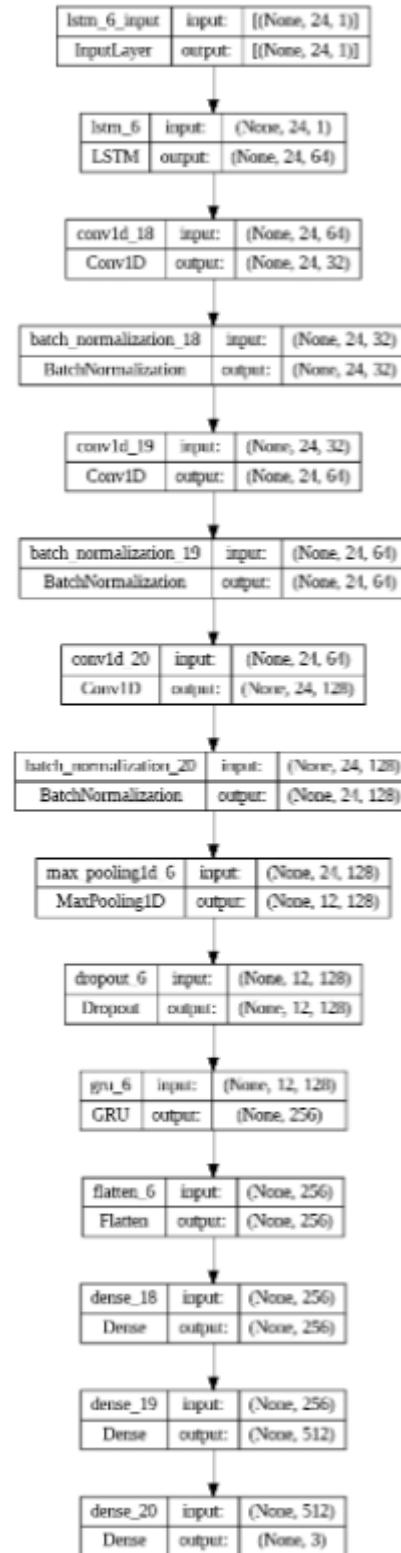 lstm_6_input input: [(None, 24, 1)]
InputLayer output: [(None, 24, 1)]
lstm_6 input: (None, 24, 1)
LSTM output: (None, 24, 64)
conv1d_18 input: (None, 24, 64)
Conv1D output: (None, 24, 32)
batch_normalization_18 input: (None, 24, 32)
BatchNormalization output: (None, 24, 32)
conv1d_19 input: (None, 24, 32)
Conv1D output: (None, 24, 64)
batch_normalization_19 input: (None, 24, 64)
BatchNormalization output: (None, 24, 64)
conv1d_20 input: (None, 24, 64)
Conv1D output: (None, 24, 128)
batch_normalization_20 input: (None, 24, 128)
BatchNormalization output: (None, 24, 128)
max_pooling1d_6 input: (None, 24, 128)
MaxPooling1D output: (None, 12, 128)
dropout_6 input: (None, 12, 128)
Dropout output: (None, 12, 128)
gru_6 input: (None, 12, 128)
GRU output: (None, 256)
flatten_6 input: (None, 256)
Flatten output: (None, 256)
dense_18 input: (None, 256)
Dense output: (None, 256)
dense_19 input: (None, 256)
Dense output: (None, 512)
dense_20 input: (None, 512)
Dense output: (None, 3)